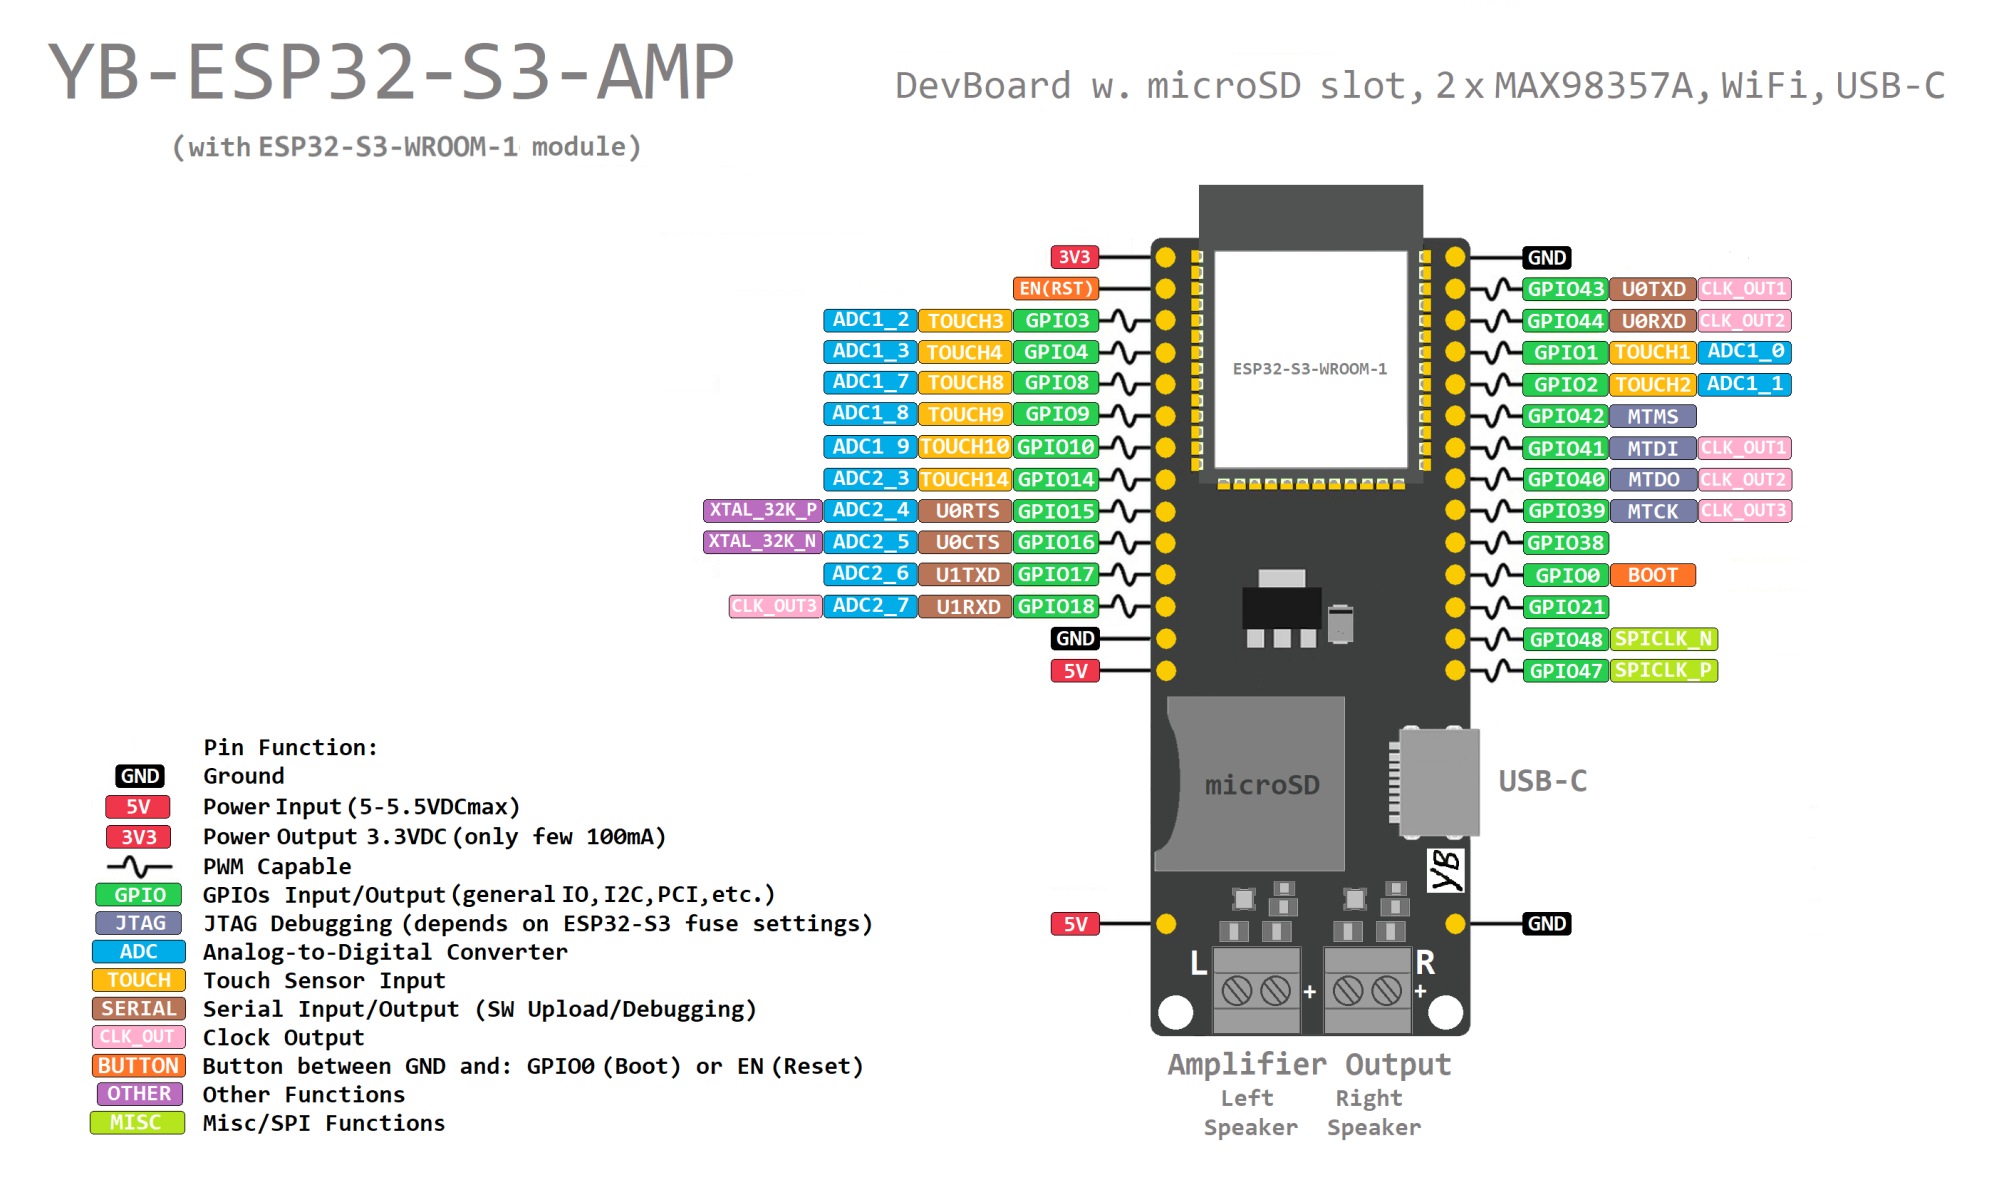 YB-ESP32-S3-AMP
DevBoard w. microSD slot, 2 x MAX98357A, WiFi, USB-C
(with ESP32-S3-WROOM-1 module)
3V3 GND
EN(RST) GPIO43 U0TXD CLK_OUT1
ADC1_2 TOUCH3 GPIO3 GPIO44 U0RXD CLK_OUT2
ADC1_3 TOUCH4 GPIO4 GPIO1 TOUCH1 ADC1_0
ESP32-S3-WROOM-1
ADC1_7 TOUCH8 GPIO8 GPIO2 TOUCH2 ADC1_1
ADC1_8 TOUCH9 GPIO9 GPIO42 MTMS
ADC1 9 TOUCH10 GPIO10 GPIO41 MTDI CLK_OUT1
ADC2_3 TOUCH14 GPIO14 GPIO40 MTDO CLK_OUT2
XTAL_32K_P ADC2_4 U0RTS GPIO15 GPIO39 MTCK CLK_OUT3
XTAL_32K_N ADC2_5 U0CTS GPIO16 GPIO38
ADC2_6 U1TXD GPIO17 GPIO0 BOOT
CLK_OUT3 ADC2_7 U1RXD GPIO18 GPIO21
GND GPIO48 SPICLK_N
5V GPIO47 SPICLK_P
microSD USB-C
YB
5V GND
L R
+ +
Amplifier Output
Left Right
Speaker Speaker
Pin Function:
GND Ground
5V Power Input (5-5.5VDCmax)
3V3 Power Output 3.3VDC (only few 100mA)
PWM Capable
GPIO GPIOs Input/Output (general IO,I2C,PCI,etc.)
JTAG JTAG Debugging (depends on ESP32-S3 fuse settings)
ADC Analog-to-Digital Converter
TOUCH Touch Sensor Input
SERIAL Serial Input/Output (SW Upload/Debugging)
CLK_OUT Clock Output
BUTTON Button between GND and: GPIO0 (Boot) or EN (Reset)
OTHER Other Functions
MISC Misc/SPI Functions